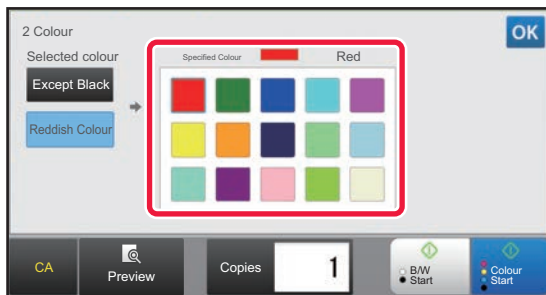 2 Colour
OK
Selected colour
Specified Colour
Red
Except Black
Reddish Colour
CA
Preview
Copies
1
B/W
Start
Colour
Start